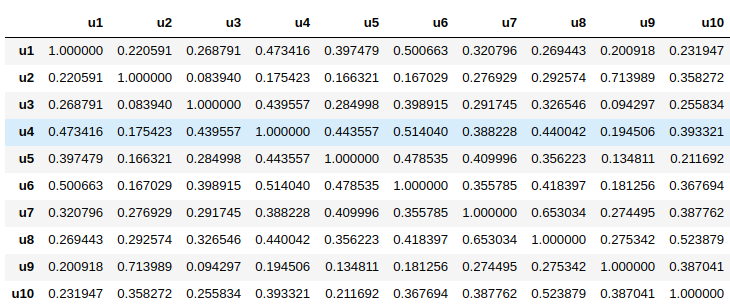 u1 u2 u3 u4 u5 u6 u7 u8 u9 u10
u1 1.000000 0.220591 0.268791 0.473416 0.397479 0.500663 0.320796 0.269443 0.200918 0.231947
u2 0.220591 1.000000 0.083940 0.175423 0.166321 0.167029 0.276929 0.292574 0.713989 0.358272
u3 0.268791 0.083940 1.000000 0.439557 0.284998 0.398915 0.291745 0.326546 0.094297 0.255834
u4 0.473416 0.175423 0.439557 1.000000 0.443557 0.514040 0.388228 0.440042 0.194506 0.393321
u5 0.397479 0.166321 0.284998 0.443557 1.000000 0.478535 0.409996 0.356223 0.134811 0.211692
u6 0.500663 0.167029 0.398915 0.514040 0.478535 1.000000 0.355785 0.418397 0.181256 0.367694
u7 0.320796 0.276929 0.291745 0.388228 0.409996 0.355785 1.000000 0.653034 0.274495 0.387762
u8 0.269443 0.292574 0.326546 0.440042 0.356223 0.418397 0.653034 1.000000 0.275342 0.523879
u9 0.200918 0.713989 0.094297 0.194506 0.134811 0.181256 0.274495 0.275342 1.000000 0.387041
u10 0.231947 0.358272 0.255834 0.393321 0.211692 0.367694 0.387762 0.523879 0.387041 1.000000